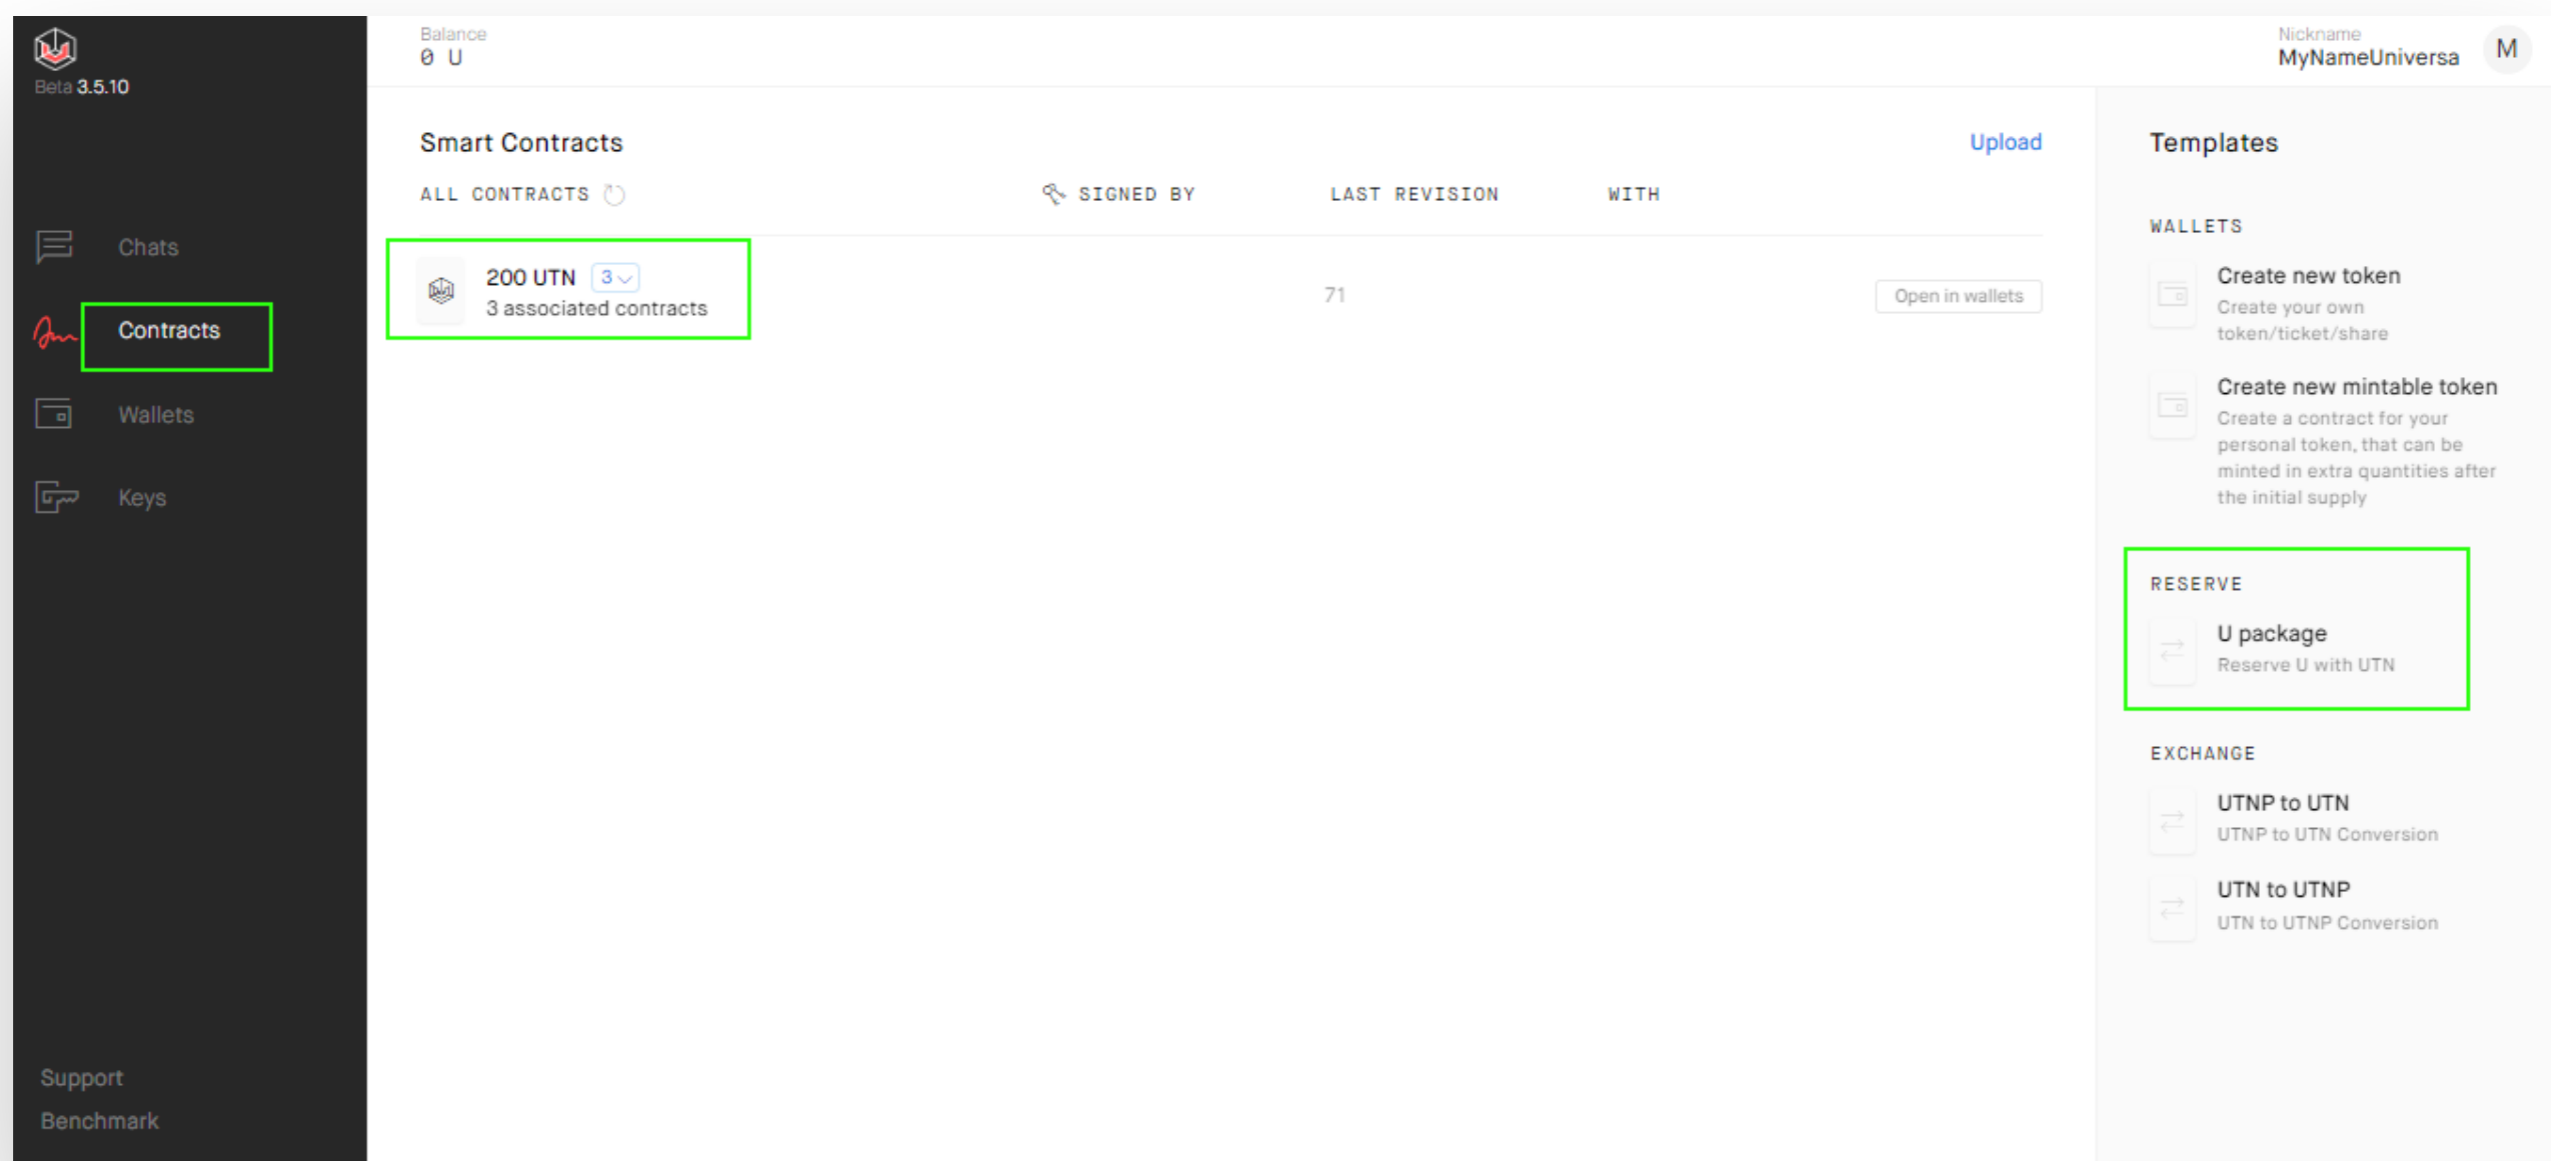 Beta 3.5.10
Chats
Contracts
Wallets
Keys
Support
Benchmark
Balance
0 U
Nickname
MyNameUniversa M
Smart Contracts Upload
ALL CONTRACTS SIGNED BY LAST REVISION WITH
200 UTN 3
3 associated contracts
71
Open in wallets
Templates
WALLETS
Create new token
Create your own
token/ticket/share
Create new mintable token
Create a contract for your
personal token, that can be
minted in extra quantities after
the initial supply
RESERVE
U package
Reserve U with UTN
EXCHANGE
UTNP to UTN
UTNP to UTN Conversion
UTN to UTNP
UTN to UTNP Conversion